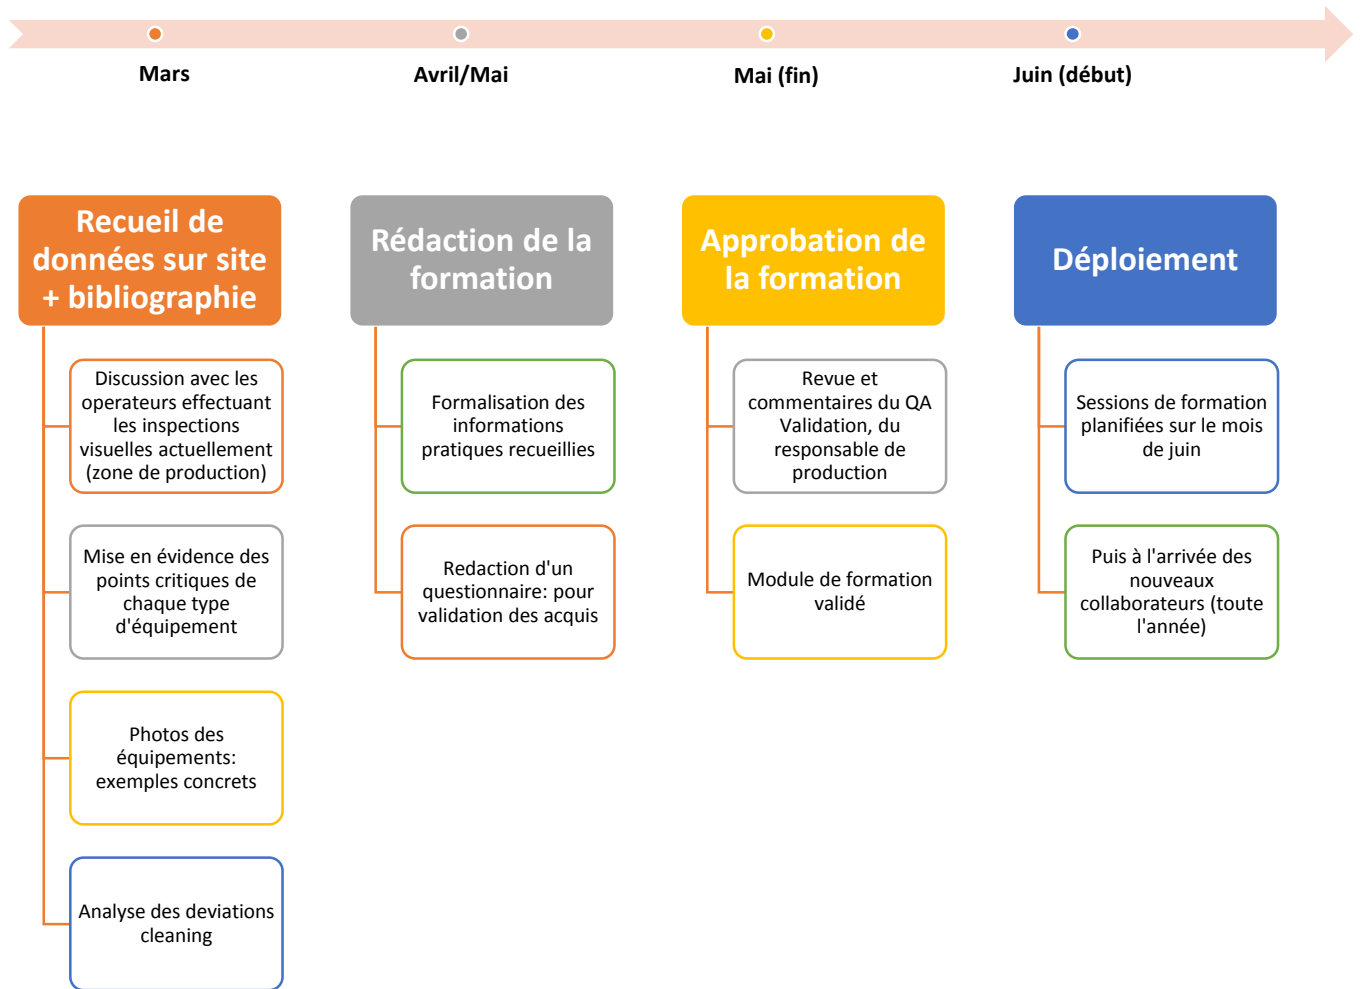 Mars
Avril/Mai
Mai (fin)
Juin (début)
Recueil de
données sur site
+ bibliographie
Discussion avec les
operateurs effectuant
les inspections
visuelles actuellement
(zone de production)
Mise en évidence des
points critiques de
chaque type
d'équipement
Photos des
équipements:
exemples concrets
Analyse des deviations
cleaning
Rédaction de la
formation
Formalisation des
informations
pratiques recueillies
Redaction d'un
questionnaire: pour
validation des acquis
Approbation de
la formation
Revue et
commentaires du QA
Validation, du
responsable de
production
Module de formation
validé
Déploiement
Sessions de formation
planifiées sur le mois
de juin
Puis à l'arrivée des
nouveaux
collaborateurs (toute
l'année)